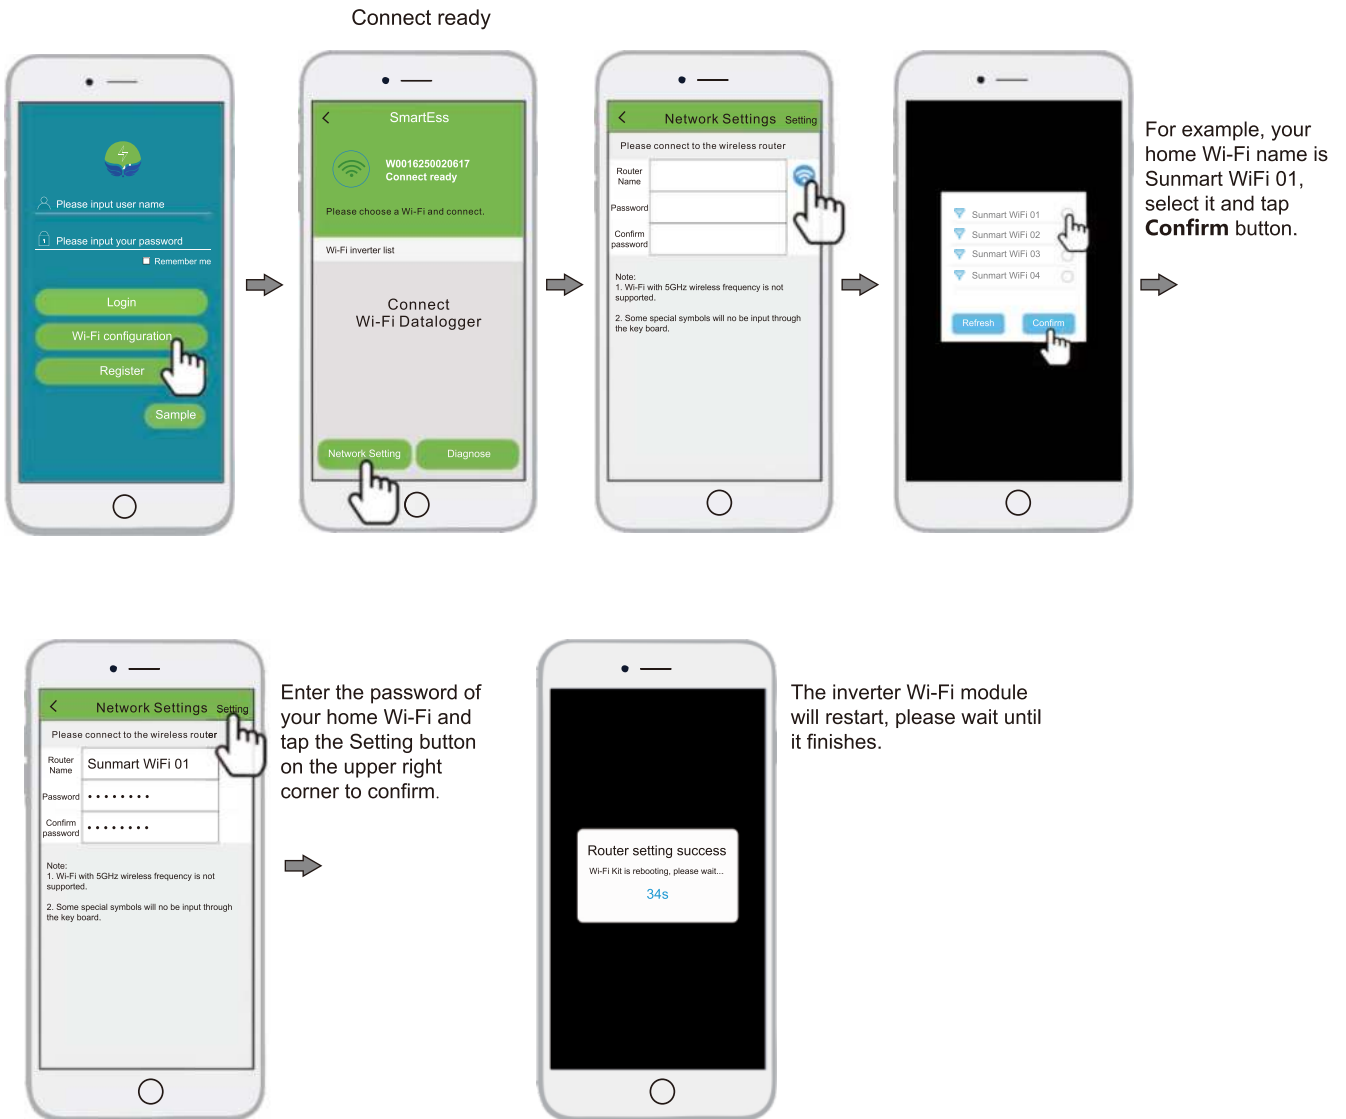 Connect ready
Please input user name
Please input your password
Remember me
Login
Wi-Fi configuration
Register
Sample
SmartEss
W0016250020617
Connect ready
Please choose a Wi-Fi and connect.
Wi-Fi inverter list
Connect
Wi-Fi Datalogger
Network Setting
Diagnose
Network Settings
Setting
Please connect to the wireless router
Router
Name
Password
Confirm
password
Note:
1. Wi-Fi with 5GHz wireless frequency is not
supported.
2. Some special symbols will no be input through
the key board.
Sunmart WiFi 01
Sunmart WiFi 02
Sunmart WiFi 03
Sunmart WiFi 04
Refresh
Confirm
For example, your
home Wi-Fi name is
Sunmart WiFi 01,
select it and tap
Confirm button.
Network Settings
Setting
Please connect to the wireless router
Router
Name
Sunmart WiFi 01
Password
••••••••
Confirm
password
••••••••
Note:
1. Wi-Fi with 5GHz wireless frequency is not
supported.
2. Some special symbols will no be input through
the key board.
Enter the password of
your home Wi-Fi and
tap the Setting button
on the upper right
corner to confirm.
Router setting success
Wi-Fi Kit is rebooting, please wait...
34s
The inverter Wi-Fi module
will restart, please wait until
it finishes.